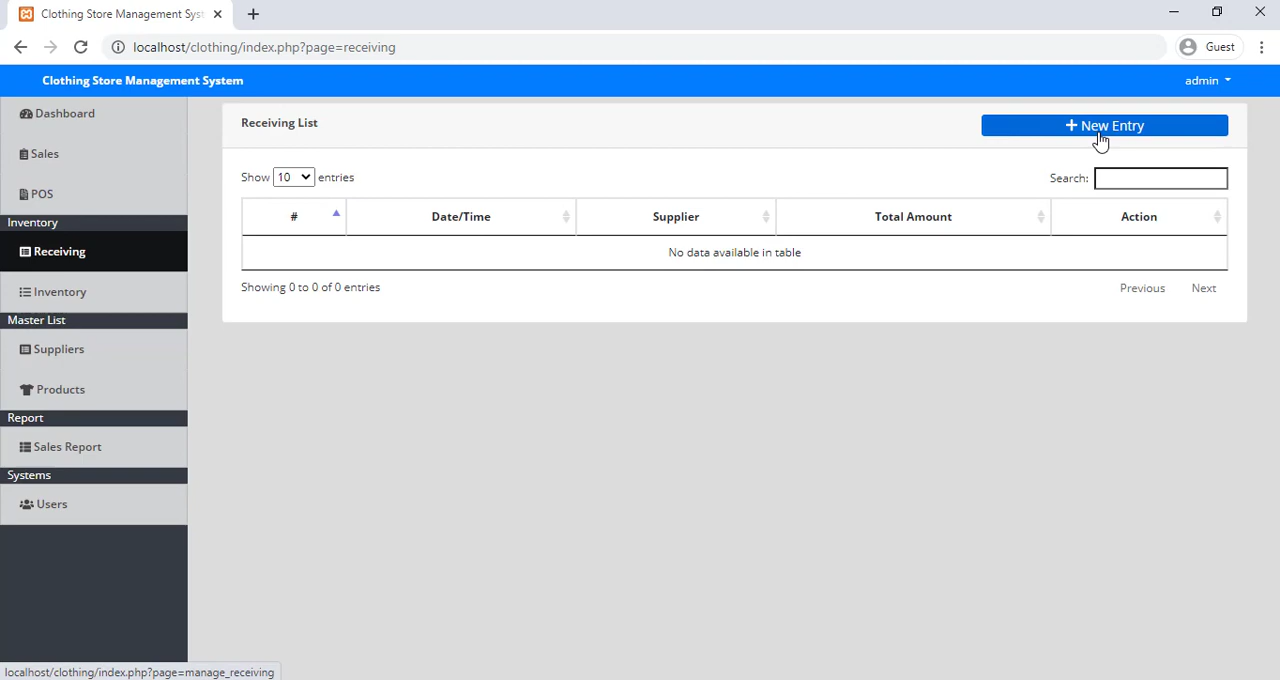 Clothing Store Management Syst
localhost/clothing/index.php?page=receiving
Guest
Clothing Store Management System
admin
Dashboard
Sales
POS
Inventory
Receiving
Inventory
Master List
Suppliers
Products
Report
Sales Report
Systems
Users
Receiving List
+ New Entry
Show 10 entries
Search:
# Date/Time Supplier Total Amount Action
No data available in table
Showing 0 to 0 of 0 entries
Previous Next
localhost/clothing/index.php?page=manage_receiving